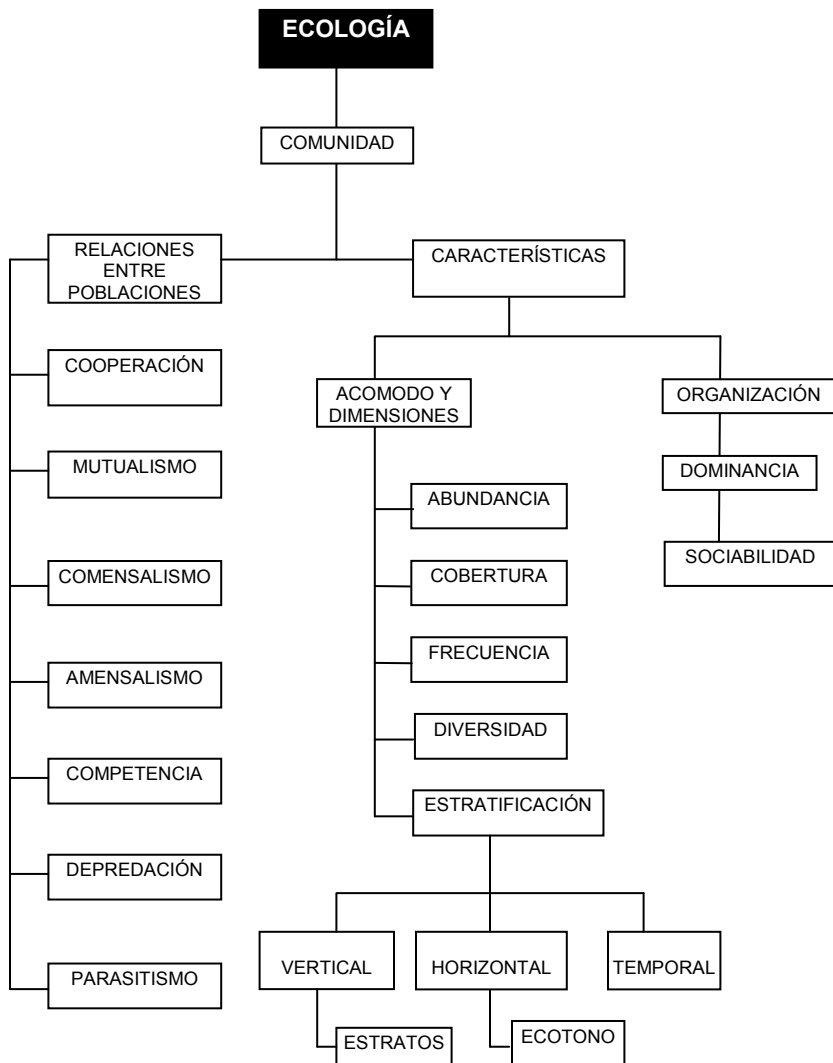 ECOLOGÍA
COMUNIDAD
RELACIONES
ENTRE
POBLACIONES
CARACTERÍSTICAS
COOPERACIÓN
ACOMODO Y
DIMENSIONES
ORGANIZACIÓN
MUTUALISMO
DOMINANCIA
ABUNDANCIA
SOCIABILIDAD
COMENSALISMO
COBERTURA
AMENSALISMO
FRECUENCIA
DIVERSIDAD
COMPETENCIA
ESTRATIFICACIÓN
DEPREDACIÓN
PARASITISMO
VERTICAL
HORIZONTAL
TEMPORAL
ESTRATOS
ECOTONO